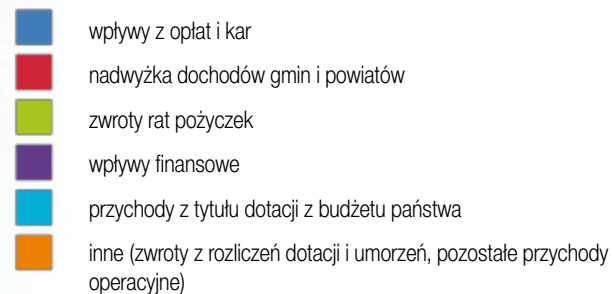 wpływy z opłat i kar
nadwyżka dochodów gmin i powiatów
zwroty rat pożyczek
wpływy finansowe
przychody z tytułu dotacji z budżetu państwa
inne (zwroty z rozliczeń dotacji i umorzeń, pozostałe przychody
operacyjne)